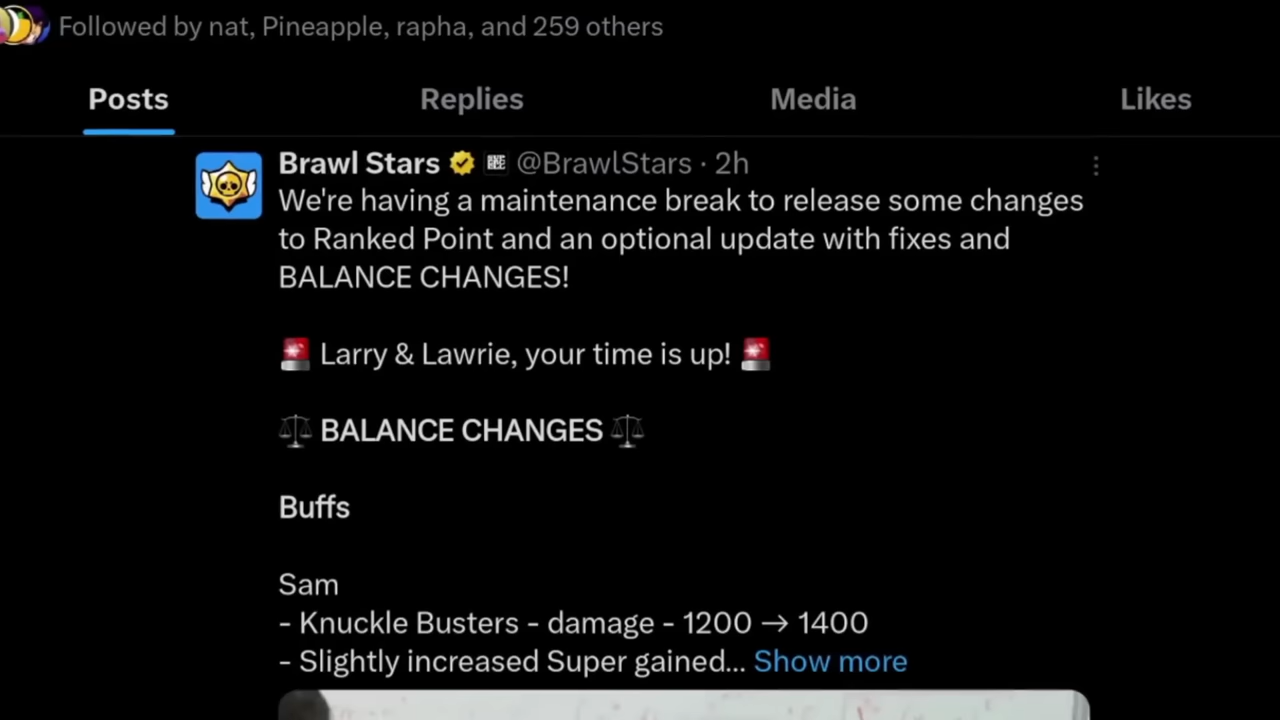 Followed by nat, Pineapple, rapha, and 259 others
Posts Replies Media Likes
Brawl Stars @BrawlStars · 2h
We're having a maintenance break to release some changes
to Ranked Point and an optional update with fixes and
BALANCE CHANGES!
🚨 Larry & Lawrie, your time is up! 🚨
⚖️ BALANCE CHANGES ⚖️
Buffs
Sam
- Knuckle Busters - damage - 1200 → 1400
- Slightly increased Super gained... Show more